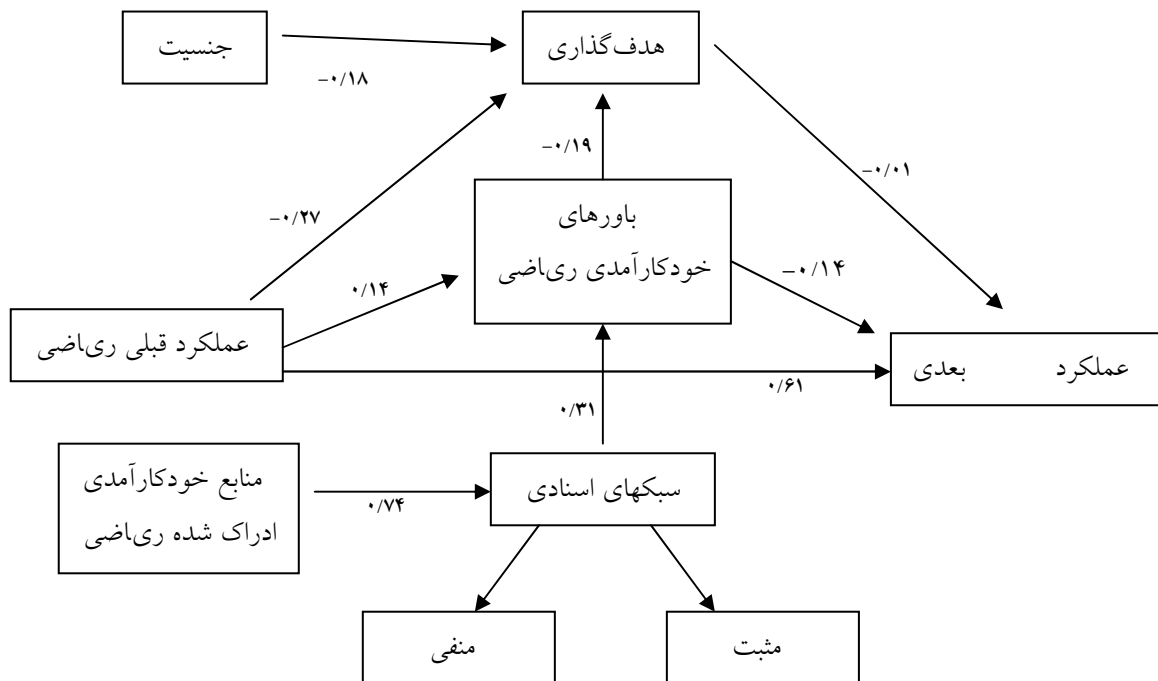 هدف‌گذاری
جنسیت
−۰/۱۸
−۰/۱۹
−۰/۰۱
باورهای
خودکارآمدی ریاضی
−۰/۲۷
−۰/۱۴
۰/۱۴
عملکرد قبلی ریاضی
عملکرد بعدی
۰/۶۱
۰/۳۱
منابع خودکارآمدی
ادراک شده ریاضی
۰/۷۴
سبکهای اسنادی
مثبت
منفی